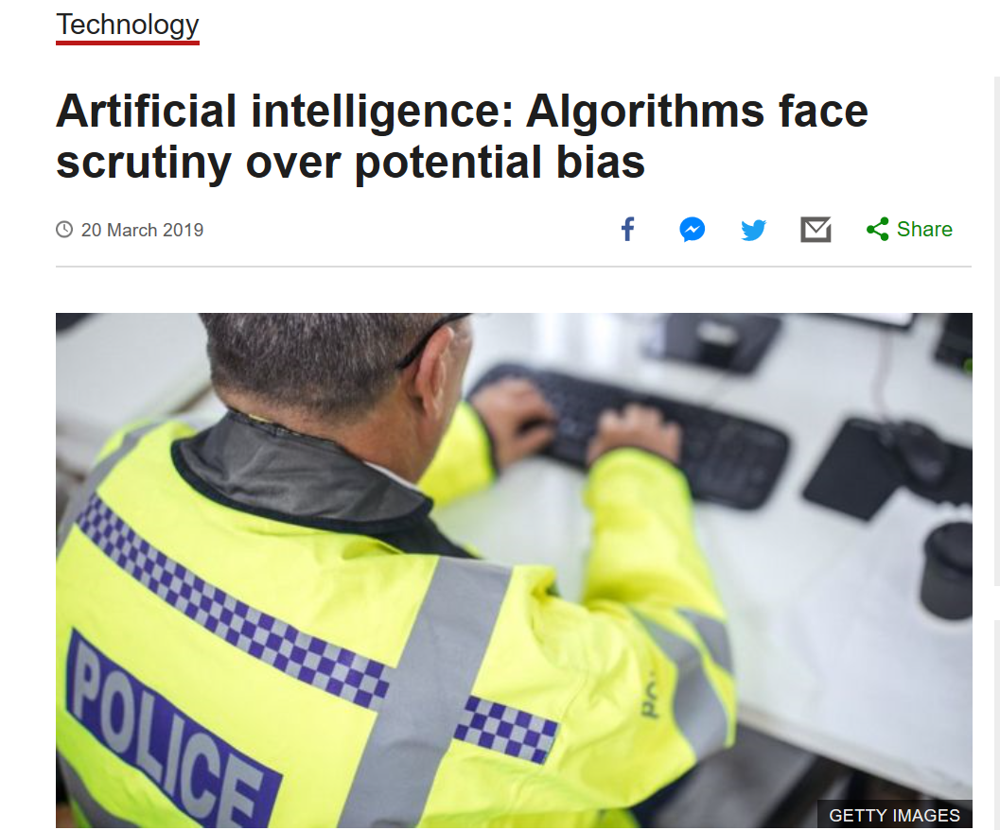 Technology
Artificial intelligence: Algorithms face
scrutiny over potential bias
20 March 2019
Share
POLICE
GETTY IMAGES